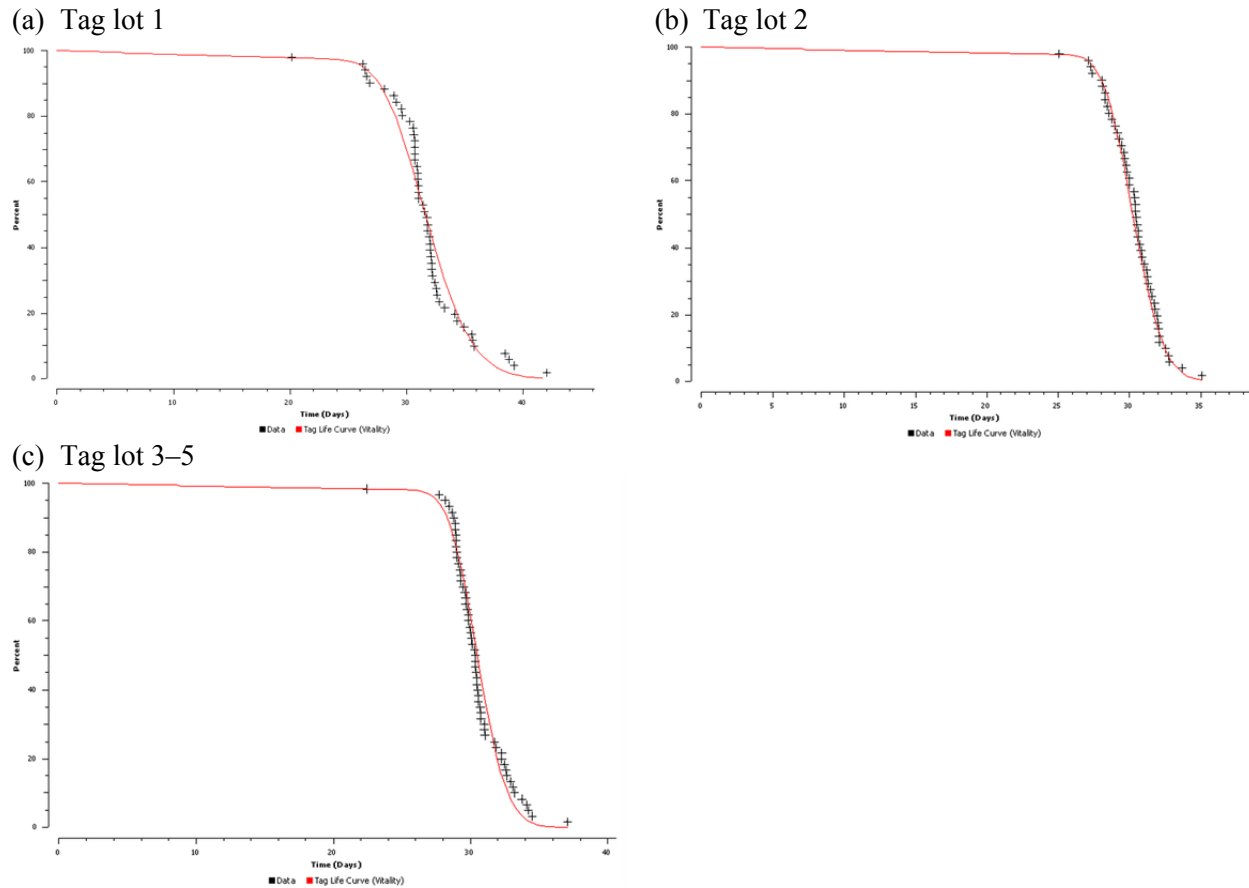 (a) Tag lot 1
100
80
60
40
20
0
Percent
0 10 20 30 40
Time (Days)
Data Tag Life Curve (Vitality)
(b) Tag lot 2
100
80
60
40
20
0
Percent
0 5 10 15 20 25 30 35
Time (Days)
Data Tag Life Curve (Vitality)
(c) Tag lot 3–5
100
80
60
40
20
0
Percent
0 10 20 30 40
Time (Days)
Data Tag Life Curve (Vitality)